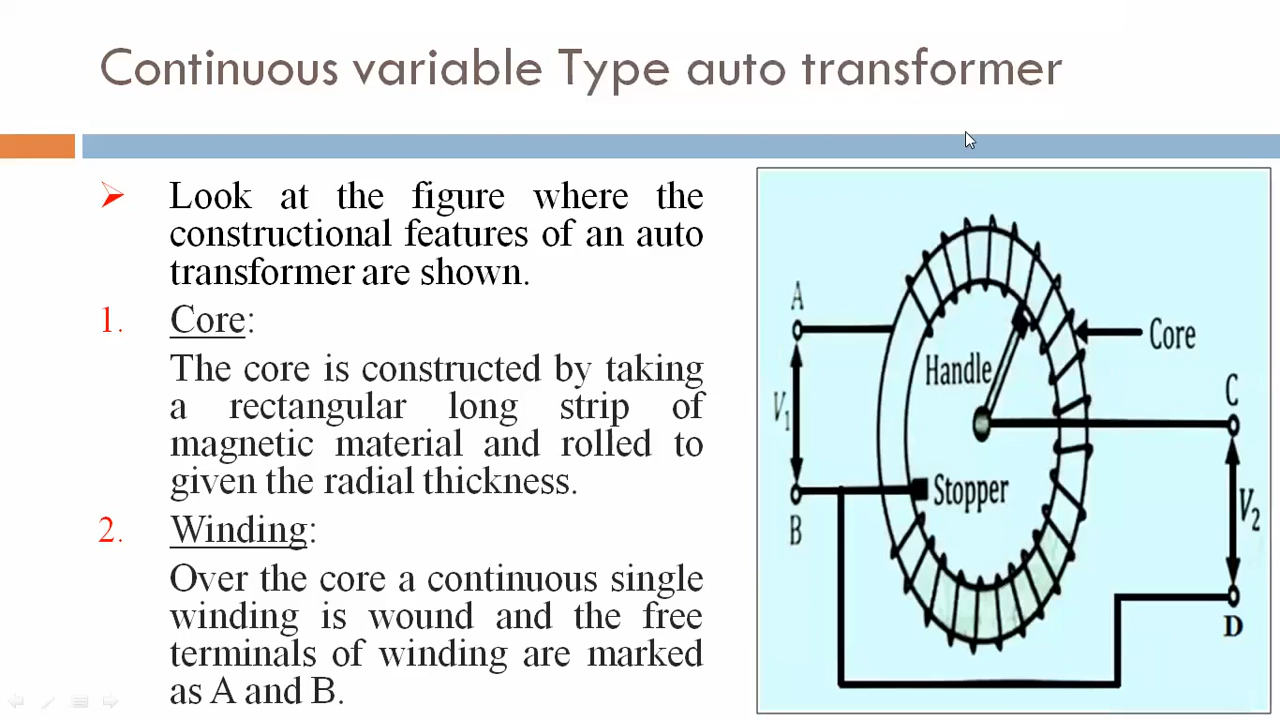 Continuous variable Type auto transformer
Look at the figure where the
constructional features of an auto
transformer are shown.
1. Core:
The core is constructed by taking
a rectangular long strip of
magnetic material and rolled to
given the radial thickness.
2. Winding:
Over the core a continuous single
winding is wound and the free
terminals of winding are marked
as A and B.
A
Core
Handle
C
V1
Stopper
V2
B
D